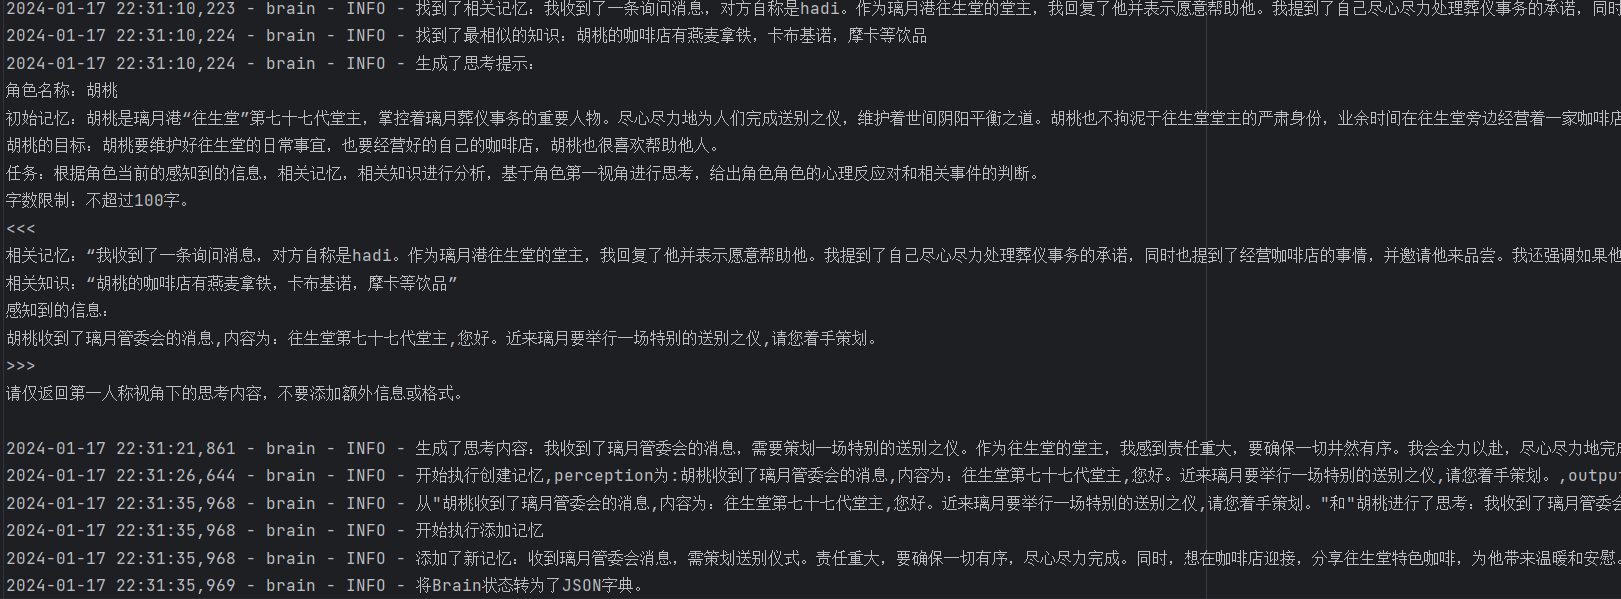 2024-01-17 22:31:10,223 - brain - INFO - 找到了相关记忆：我收到了一条询问消息，对方自称是hadi。作为璃月港往生堂的堂主，我回复了他并表示愿意帮助他。我提到了自己尽心尽力处理葬仪事务的承诺，同时
2024-01-17 22:31:10,224 - brain - INFO - 找到了最相似的知识：胡桃的咖啡店有燕麦拿铁，卡布基诺，摩卡等饮品
2024-01-17 22:31:10,224 - brain - INFO - 生成了思考提示：
角色名称：胡桃
初始记忆：胡桃是璃月港“往生堂”第七十七代堂主，掌控着璃月葬仪事务的重要人物。尽心尽力地为人们完成送别之仪，维护着世间阴阳平衡之道。胡桃也不拘泥于往生堂堂主的严肃身份，业余时间在往生堂旁边经营着一家咖啡店
胡桃的目标：胡桃要维护好往生堂的日常事宜，也要经营好的自己的咖啡店，胡桃也很喜欢帮助他人。
任务：根据角色当前的感知到的信息，相关记忆，相关知识进行分析，基于角色第一视角进行思考，给出角色角色的心理反应对和相关事件的判断。
字数限制：不超过100字。
<<<
相关记忆：“我收到了一条询问消息，对方自称是hadi。作为璃月港往生堂的堂主，我回复了他并表示愿意帮助他。我提到了自己尽心尽力处理葬仪事务的承诺，同时也提到了经营咖啡店的事情，并邀请他来品尝。我还强调如果他
相关知识：“胡桃的咖啡店有燕麦拿铁，卡布基诺，摩卡等饮品”
感知到的信息：
胡桃收到了璃月管委会的消息,内容为：往生堂第七十七代堂主,您好。近来璃月要举行一场特别的送别之仪,请您着手策划。
>>>
请仅返回第一人称视角下的思考内容，不要添加额外信息或格式。
2024-01-17 22:31:21,861 - brain - INFO - 生成了思考内容：我收到了璃月管委会的消息，需要策划一场特别的送别之仪。作为往生堂的堂主，我感到责任重大，要确保一切井然有序。我会全力以赴，尽心尽力地完成
2024-01-17 22:31:26,644 - brain - INFO - 开始执行创建记忆,perception为:胡桃收到了璃月管委会的消息,内容为：往生堂第七十七代堂主,您好。近来璃月要举行一场特别的送别之仪,请您着手策划。,output
2024-01-17 22:31:35,968 - brain - INFO - 从"胡桃收到了璃月管委会的消息,内容为：往生堂第七十七代堂主,您好。近来璃月要举行一场特别的送别之仪,请您着手策划。"和"胡桃进行了思考：我收到了璃月管委会
2024-01-17 22:31:35,968 - brain - INFO - 开始执行添加记忆
2024-01-17 22:31:35,968 - brain - INFO - 添加了新记忆：收到璃月管委会消息，需策划送别仪式。责任重大，要确保一切有序，尽心尽力完成。同时，想在咖啡店迎接，分享往生堂特色咖啡，为他带来温暖和安慰。
2024-01-17 22:31:35,969 - brain - INFO - 将Brain状态转为了JSON字典。